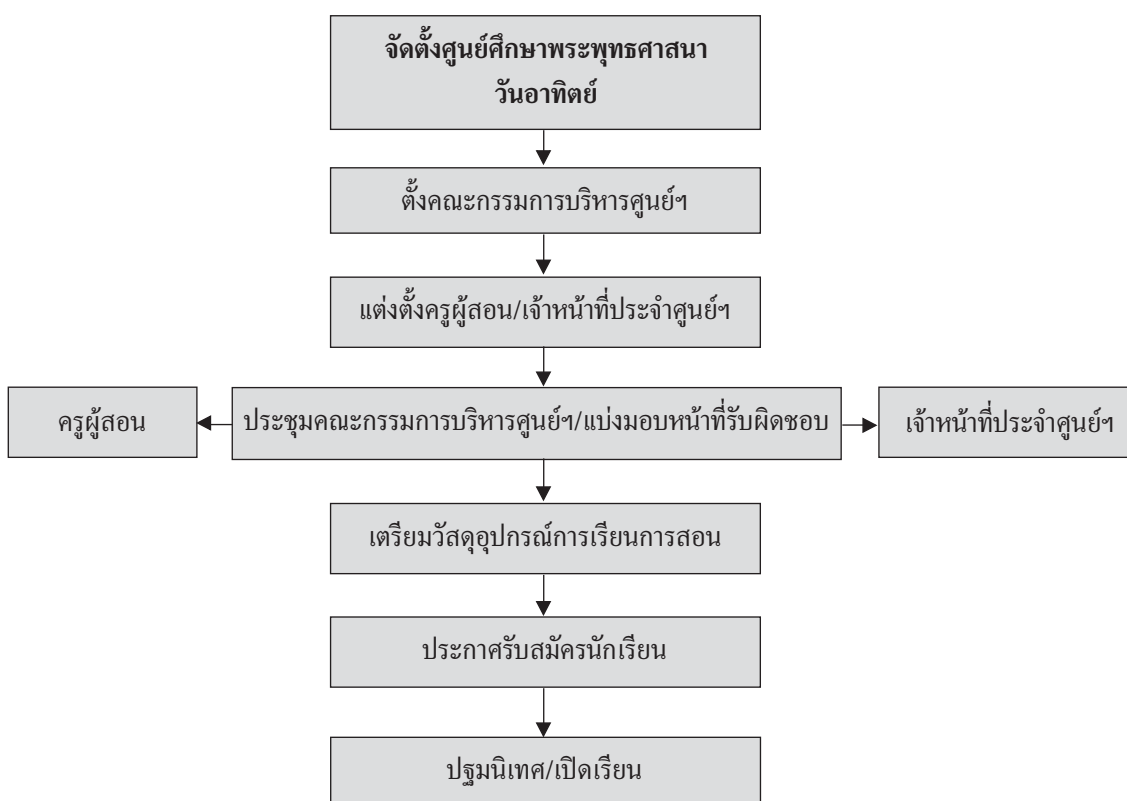 จัดตั้งศูนย์ศึกษาพระพุทธศาสนา
วันอาทิตย์
ตั้งคณะกรรมการบริหารศูนย์ฯ
แต่งตั้งครูผู้สอน/เจ้าหน้าที่ประจำศูนย์ฯ
ครูผู้สอน
ประชุมคณะกรรมการบริหารศูนย์ฯ/แบ่งมอบหน้าที่รับผิดชอบ
เจ้าหน้าที่ประจำศูนย์ฯ
เตรียมวัสดุอุปกรณ์การเรียนการสอน
ประกาศรับสมัครนักเรียน
ปฐมนิเทศ/เปิดเรียน